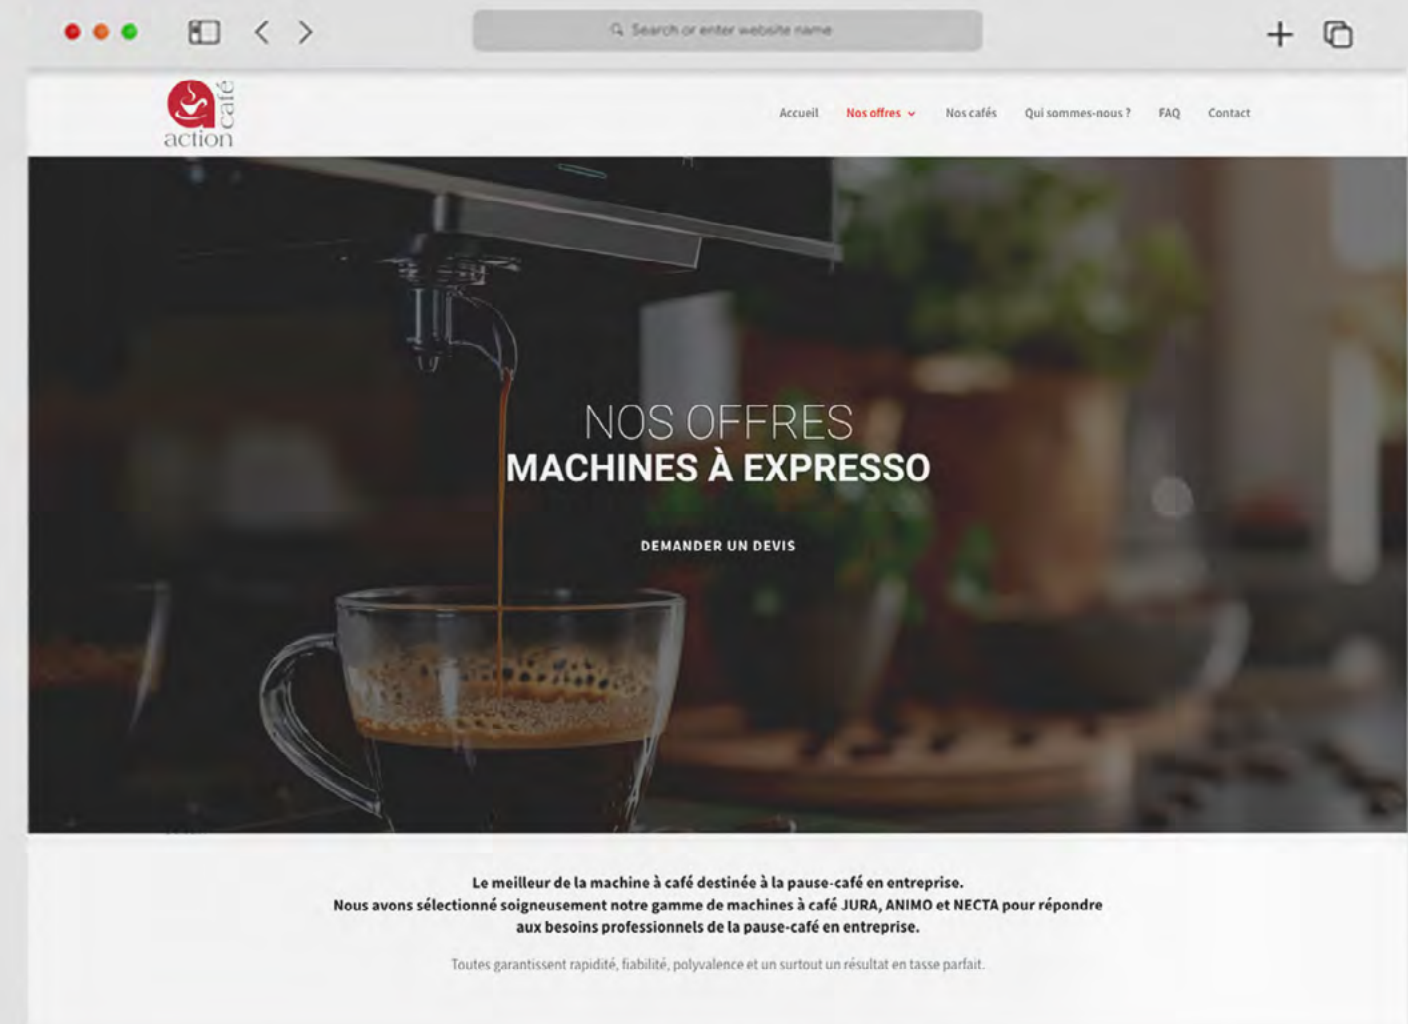 Search or enter website name
action
café
Accueil
Nos offres
Nos cafés
Qui sommes-nous ?
FAQ
Contact
NOS OFFRES
MACHINES À EXPRESSO
DEMANDER UN DEVIS
Le meilleur de la machine à café destinée à la pause-café en entreprise.
Nous avons sélectionné soigneusement notre gamme de machines à café JURA, ANIMO et NECTA pour répondre
aux besoins professionnels de la pause-café en entreprise.
Toutes garantissent rapidité, fiabilité, polyvalence et un surtout un résultat en tasse parfait.